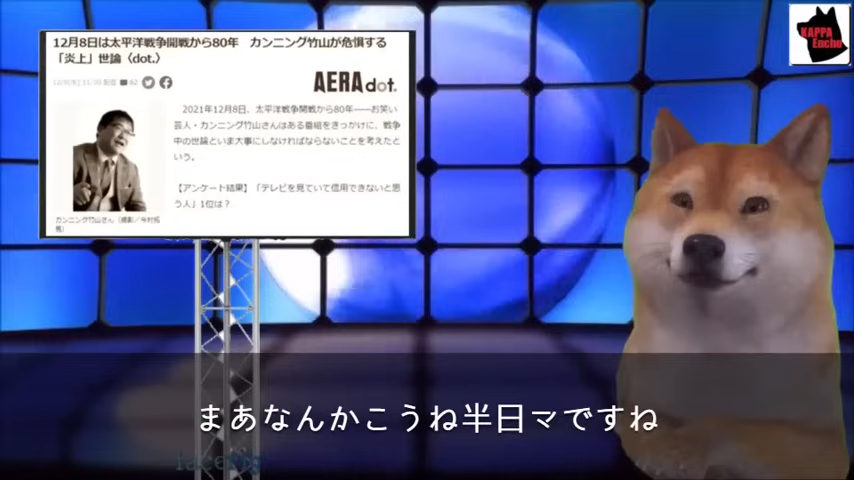 12月8日は太平洋戦争開戦から80年　カンニング竹山が危惧する
「炎上」世論〈dot.〉
AERAdot.
2021年12月8日、太平洋戦争開戦から80年――お笑い
芸人・カンニング竹山さんはある番組をきっかけに、戦争
中の世論といま大事にしなければならないことを考えたと
いう。
【アンケート結果】「テレビを見ていて信用できないと思
う人」1位は？
カンニング竹山さん（撮影／今村拓
馬）
KAPPA
Encho
まあなんかこうね半日マですね
facerig